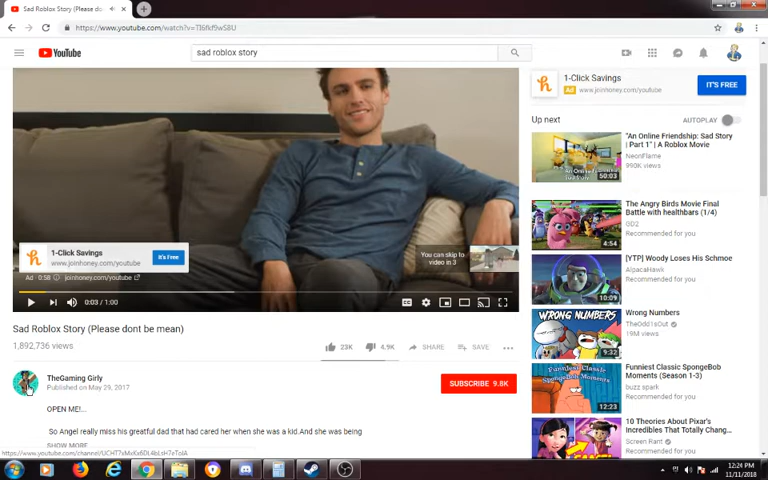 Sad Roblox Story (Please do
https://www.youtube.com/watch?v=
YouTube
sad roblox story
1-Click Savings
Ad www.joinhoney.com/youtube
IT'S FREE
Up next
AUTOPLAY
"An Online Friendship: Sad Story
| Part 1" | A Roblox Movie
NeonFlame
990K views
50:03
The Angry Birds Movie Final
Battle with healthbars (1/4)
GD2
Recommended for you
4:54
[YTP] Woody Loses His Schmoe
AlpacaHawk
Recommended for you
10:09
Wrong Numbers
TheOdd1sOut
19M views
WRONG NUMBERS
9:32
Funniest Classic SpongeBob
Moments (Season 1-3)
buzz spark
Recommended for you
12:23
10 Theories About Pixar's
Incredibles That Totally Chang...
Screen Rant
Recommended for you
1-Click Savings
www.joinhoney.com/youtube
It's Free
Ad · 0:58 joinhoney.com/youtube
You can skip to
video in 3
0:03 / 1:00
Sad Roblox Story (Please dont be mean)
1,892,736 views
23K
4.9K
SHARE
SAVE
TheGaming Girly
Published on May 29, 2017
SUBSCRIBE 9.8K
OPEN ME!...
So Angel really miss his greatful dad that had cared her when she was a kid.And she was being
SHOW MORE
12:24 PM
11/11/2018